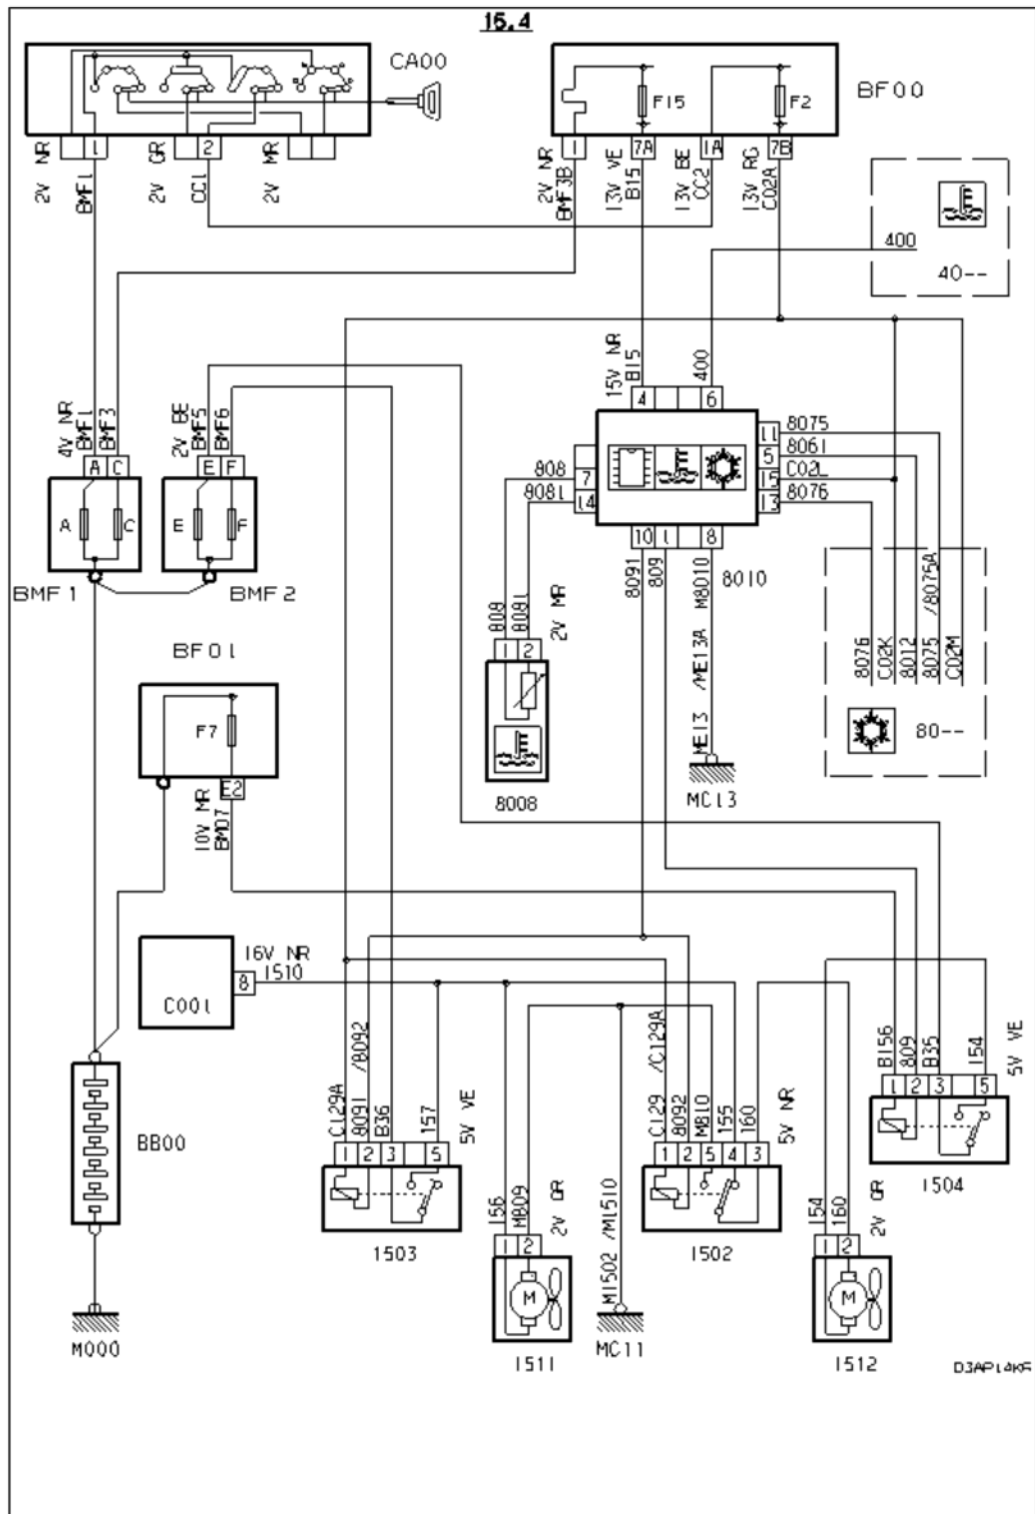 15.4
CA00
BF00
F15
F2
1
2
1
7A
1A
7B
2V NR
BMF1
2V GR
CC1
2V MR
2V NR
BMF3B
13V VE
B15
13V BE
CC2
13V RG
C02A
400
40--
15V NR
B15
400
4
6
4V NR
BMF1
BMF3
2V BE
BMF5
BMF6
A
C
E
F
A
C
E
F
BMF1
BMF2
808
7
8081
14
11
8075
5
8061
15
C02L
13
8076
10
1
8
8091
809
M8010
8010
ME13
/ME13A
MC13
808
8081
2V MR
1
2
8008
8076
C02K
8012
8075
/8075A
C02M
80--
BF01
F7
E2
10V MR
BM07
C001
8
16V NR
1510
BB00
M000
C129A
8091
/8092
B36
157
5V VE
1
2
3
5
1503
156
M809
2V GR
1
2
M
1511
M1502
/M1510
MC11
C129
/C129A
8092
M810
155
160
5V NR
1
2
5
4
3
1502
154
160
2V GR
1
2
M
1512
B156
809
B35
154
5V VE
1
2
3
5
1504
D3AP14KR